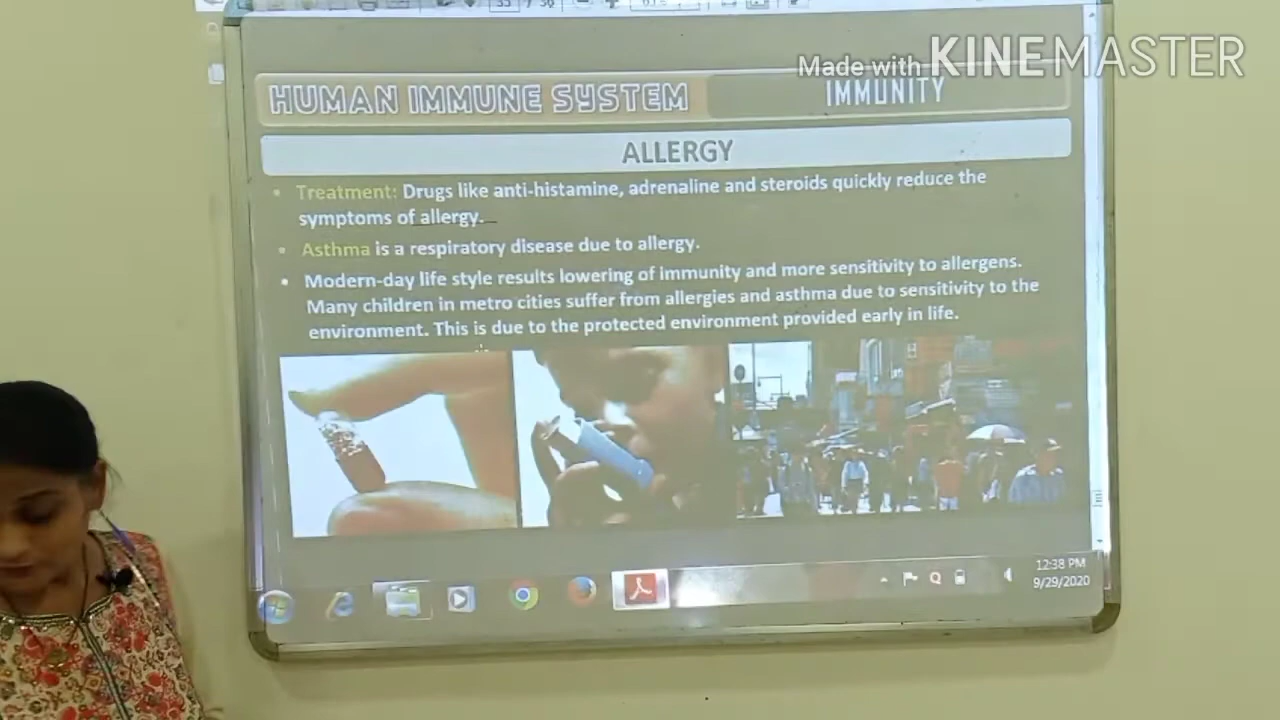 Made with KINEMASTER
HUMAN IMMUNE SYSTEM
IMMUNITY
ALLERGY
• Treatment: Drugs like anti-histamine, adrenaline and steroids quickly reduce the
symptoms of allergy.
• Asthma is a respiratory disease due to allergy.
• Modern-day life style results lowering of immunity and more sensitivity to allergens.
Many children in metro cities suffer from allergies and asthma due to sensitivity to the
environment. This is due to the protected environment provided early in life.
12:38 PM
9/29/2020